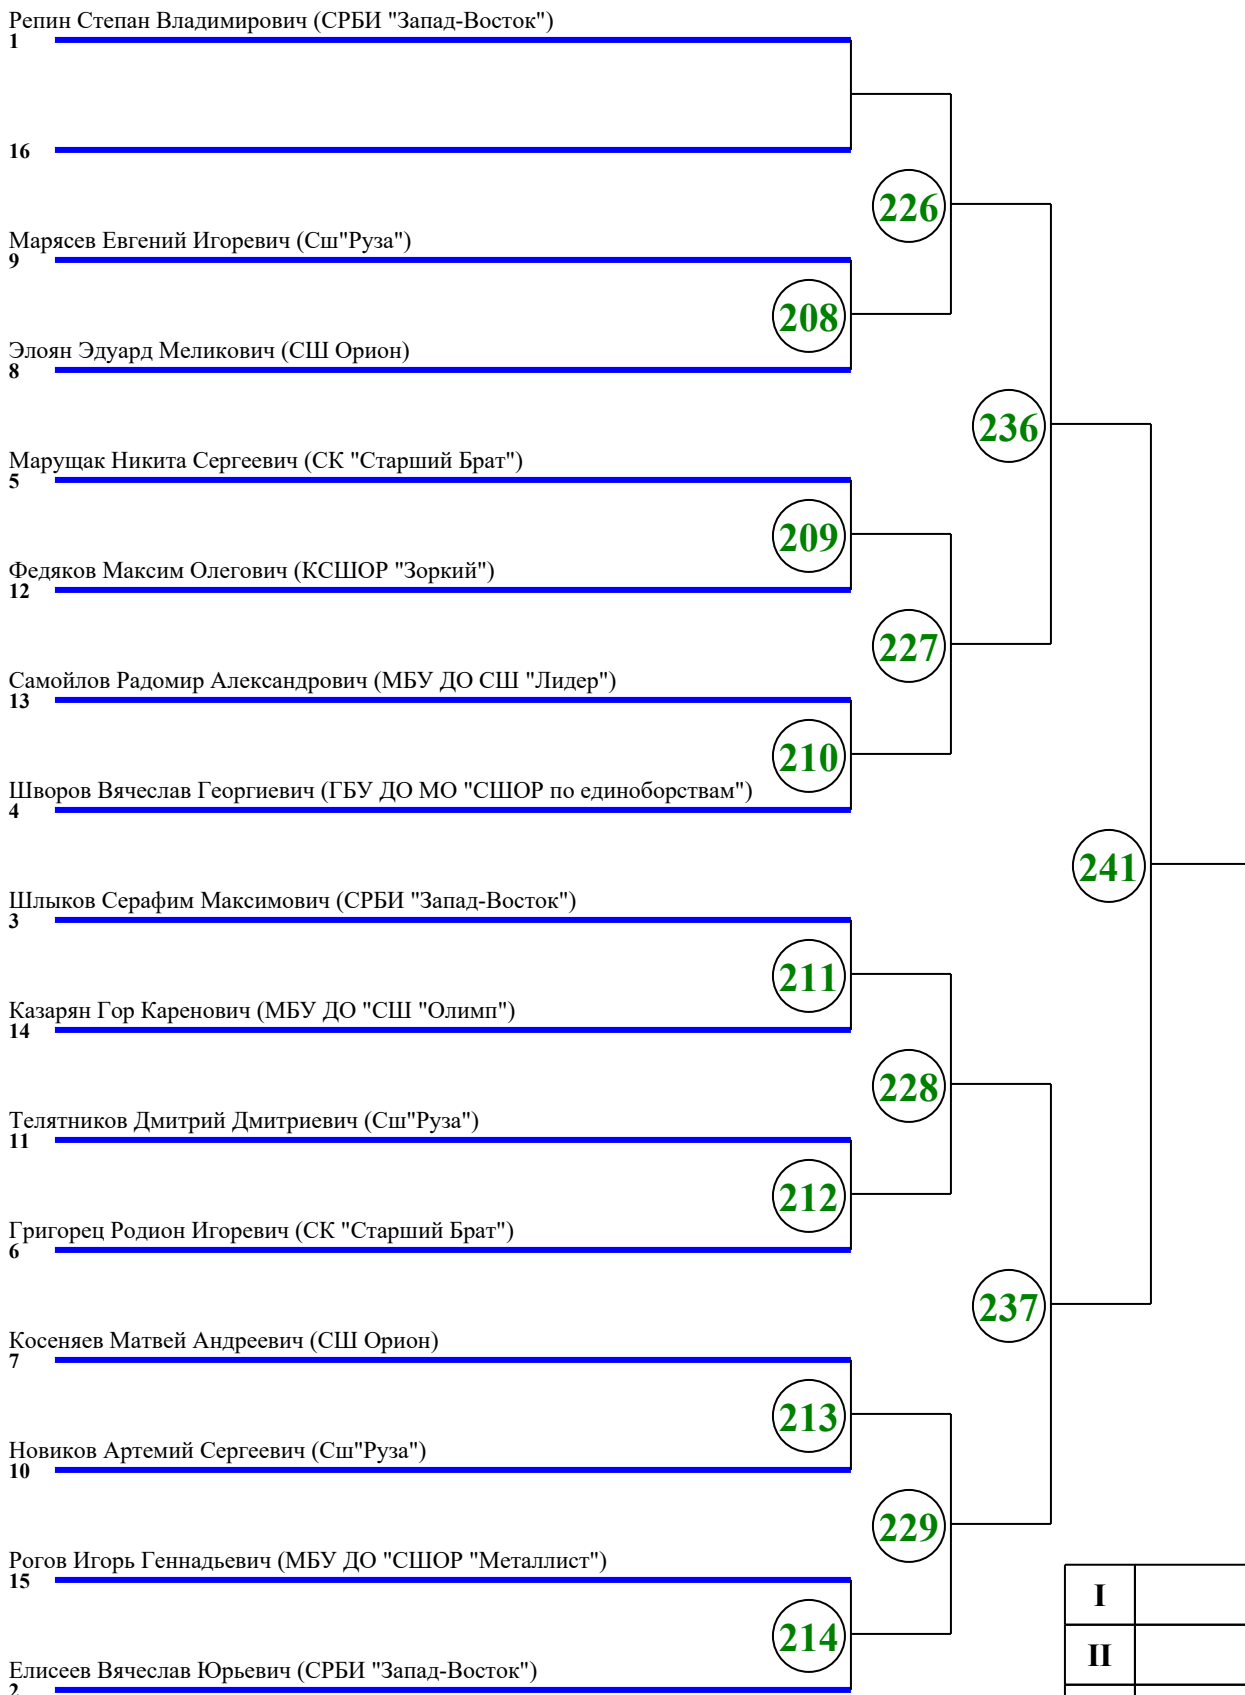 Репин Степан Владимирович (СРБИ "Запад-Восток")
1
16
226
Марясев Евгений Игоревич (Сш"Руза")
9
208
Элоян Эдуард Меликович (СШ Орион)
8
236
Марущак Никита Сергеевич (СК "Старший Брат")
5
209
Федяков Максим Олегович (КСШОР "Зоркий")
12
227
Самойлов Радомир Александрович (МБУ ДО СШ "Лидер")
13
210
Шворов Вячеслав Георгиевич (ГБУ ДО МО "СШОР по единоборствам")
4
241
Шлыков Серафим Максимович (СРБИ "Запад-Восток")
3
211
Казарян Гор Каренович (МБУ ДО "СШ "Олимп")
14
228
Телятников Дмитрий Дмитриевич (Сш"Руза")
11
212
Григорец Родион Игоревич (СК "Старший Брат")
6
237
Косеняев Матвей Андреевич (СШ Орион)
7
213
Новиков Артемий Сергеевич (Сш"Руза")
10
229
Рогов Игорь Геннадьевич (МБУ ДО "СШОР "Металлист")
15
I
214
II
Елисеев Вячеслав Юрьевич (СРБИ "Запад-Восток")
2